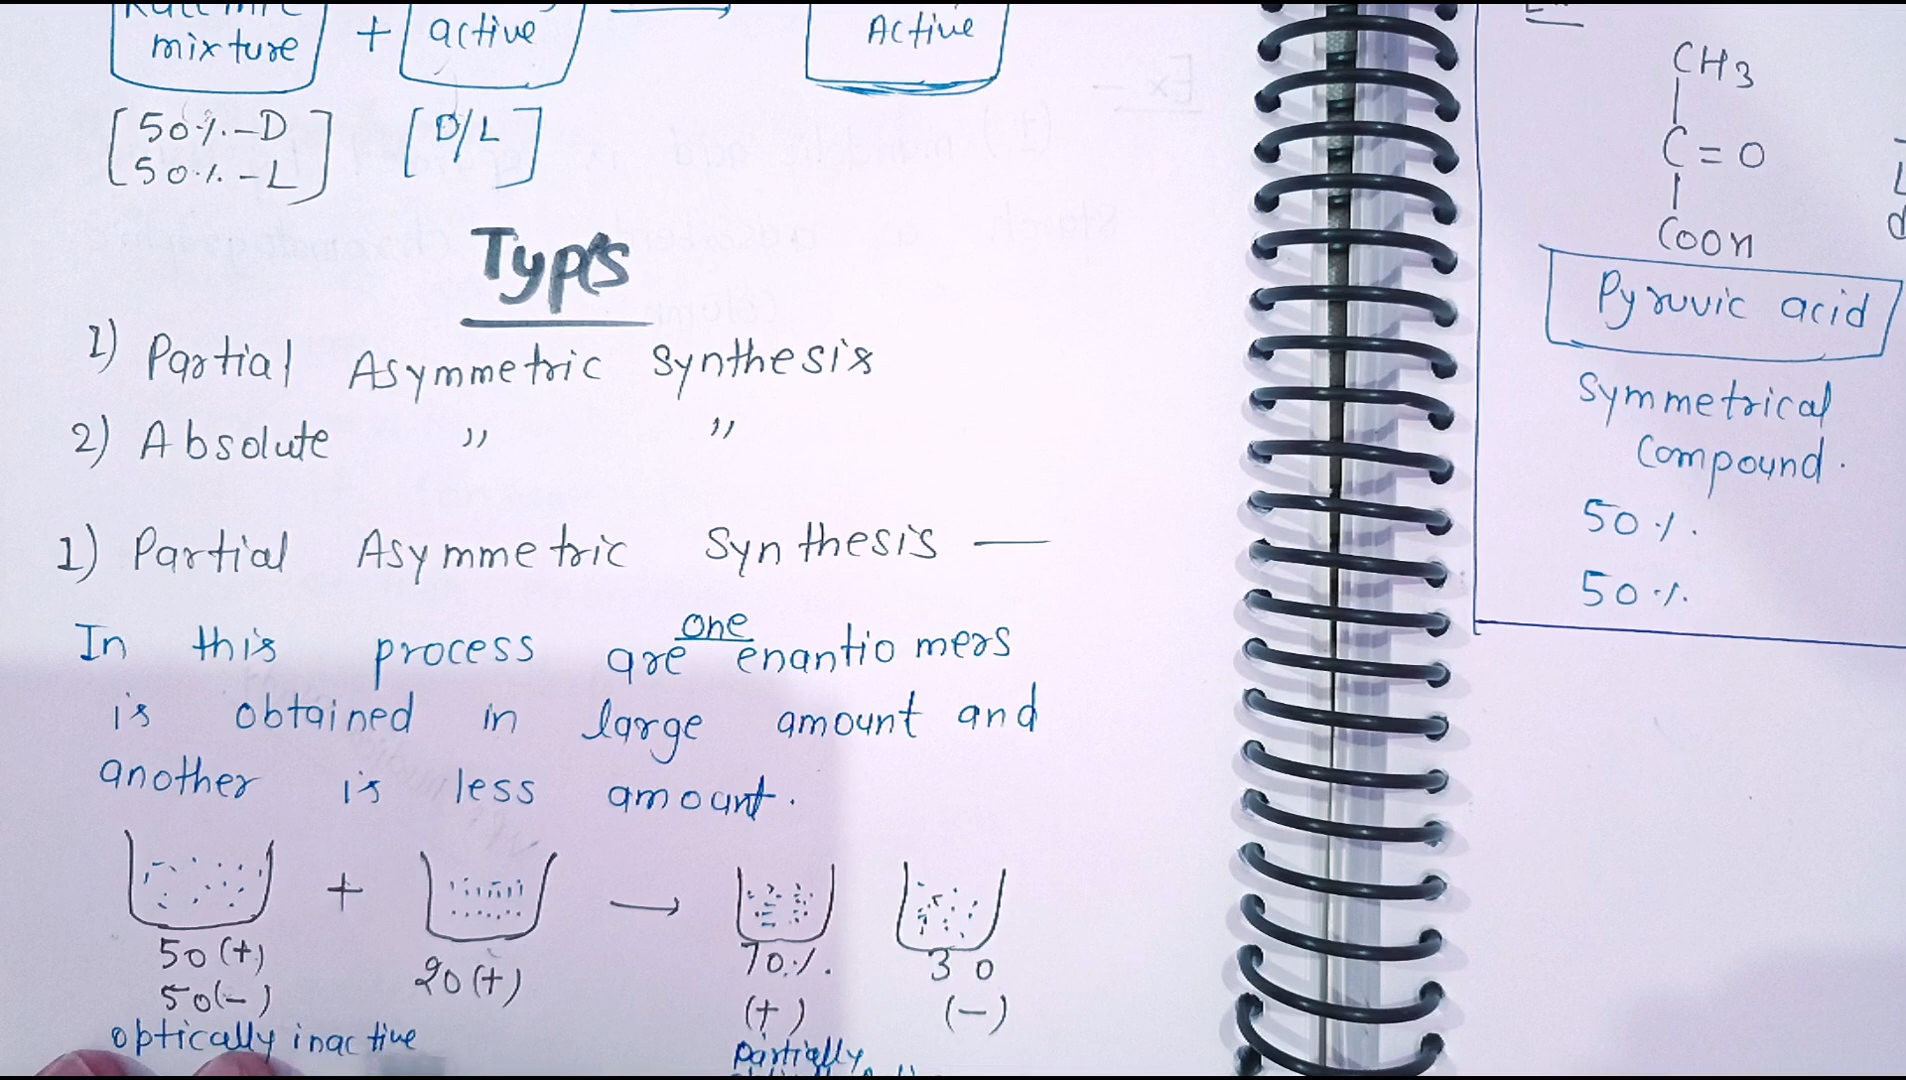 mixture + active Active
[50%-D
50%-L] [D/L]
Types
1) Partial Asymmetric Synthesis
2) Absolute " "
1) Partial Asymmetric Synthesis —
In this process are one enantiomers
is obtained in large amount and
another is less amount.
+ →
50(+) 20(+) 70% 30
50(-) (+) (-)
optically inactive Partially
CH3
C=O
COOH
Pyruvic acid
Symmetrical
Compound.
50%.
50%.